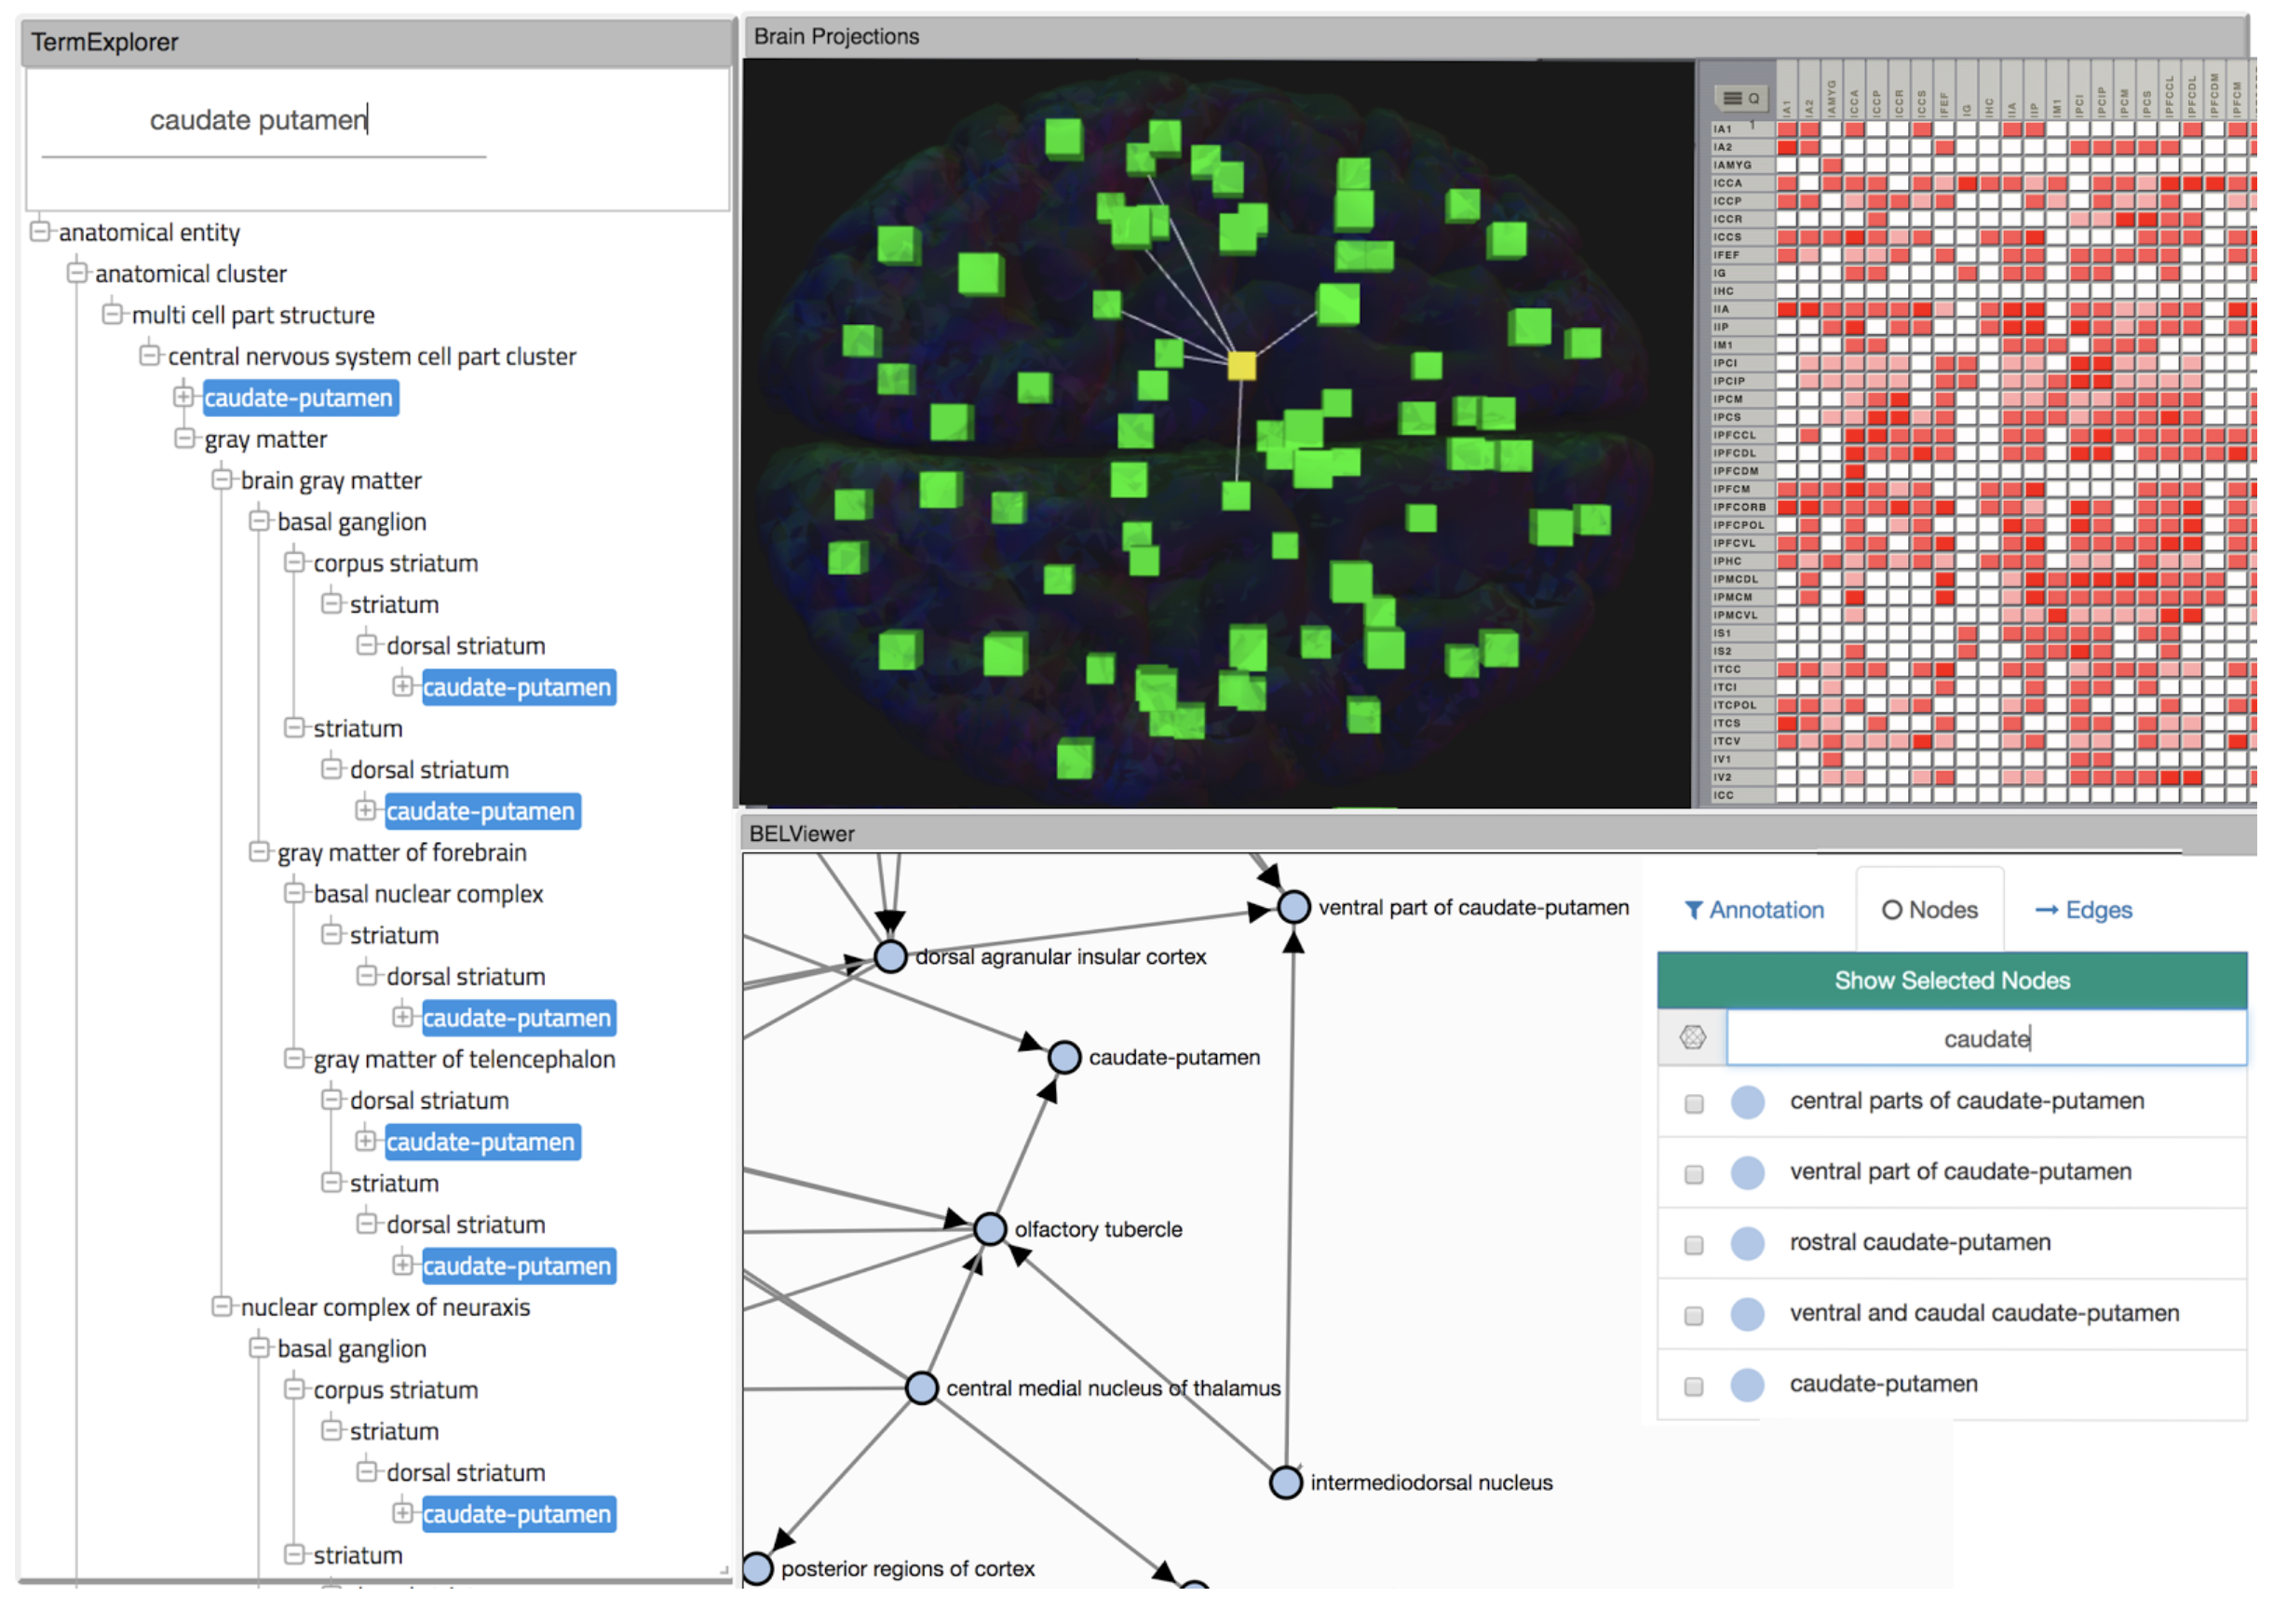 TermExplorer
caudate putamen
anatomical entity
anatomical cluster
multi cell part structure
central nervous system cell part cluster
caudate-putamen
gray matter
brain gray matter
basal ganglion
corpus striatum
striatum
dorsal striatum
caudate-putamen
striatum
dorsal striatum
caudate-putamen
gray matter of forebrain
basal nuclear complex
striatum
dorsal striatum
caudate-putamen
gray matter of telencephalon
dorsal striatum
caudate-putamen
striatum
dorsal striatum
caudate-putamen
nuclear complex of neuraxis
basal ganglion
corpus striatum
striatum
dorsal striatum
caudate-putamen
striatum
Brain Projections
Q
IA1 IA2 IAMYG ICCA ICCP ICCR ICCS IFEF IG IHC IIA IIP IM1 IPCI IPCIP IPCM IPCS IPFCCL IPFCDL IPFCDM IPFCM
IA1 1
IA2
IAMYG
ICCA
ICCP
ICCR
ICCS
IFEF
IG
IHC
IIA
IIP
IM1
IPCI
IPCIP
IPCM
IPCS
IPFCCL
IPFCDL
IPFCDM
IPFCM
IPFCORB
IPFCPOL
IPFCVL
IPHC
IPMCDL
IPMCM
IPMCVL
IS1
IS2
ITCC
ITCI
ITCPOL
ITCS
ITCV
IV1
IV2
ICC
BELViewer
ventral part of caudate-putamen
dorsal agranular insular cortex
caudate-putamen
olfactory tubercle
central medial nucleus of thalamus
intermediodorsal nucleus
posterior regions of cortex
Annotation
Nodes
Edges
Show Selected Nodes
caudate
central parts of caudate-putamen
ventral part of caudate-putamen
rostral caudate-putamen
ventral and caudal caudate-putamen
caudate-putamen